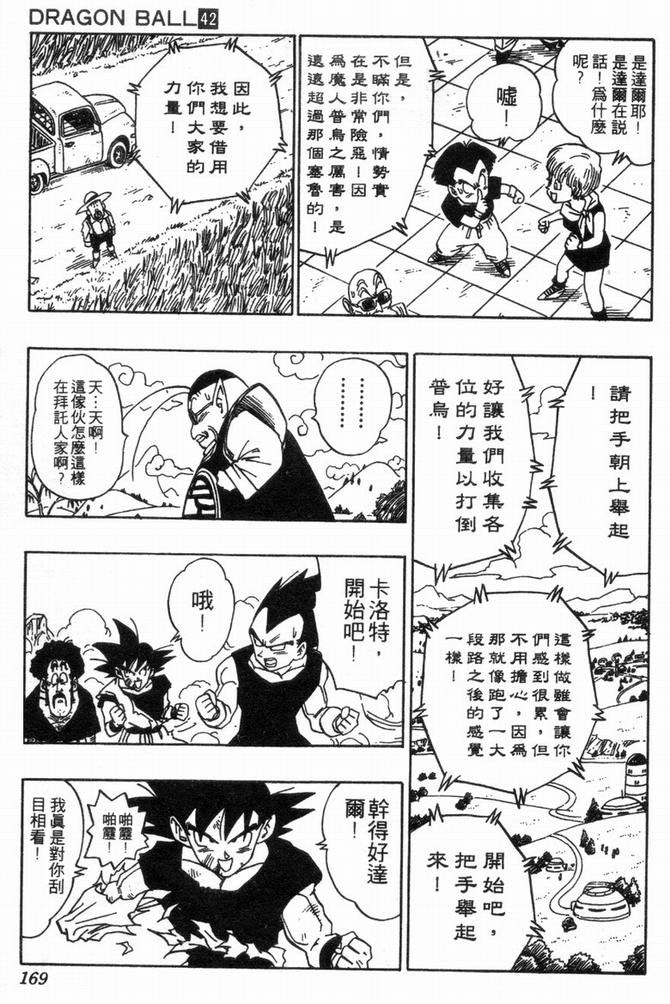 DRAGON BALL 42
是達爾耶！
是達爾在説
話！爲什麼
呢？
噓！
但是，
不瞞你們，情勢實
在是非常險惡！因
爲魔人普烏之厲害，是
遠遠超過那個塞魯的！
因此，
我想要借用
你們大家的
力量！
請把手朝上舉起
！
好讓我們收集各
位的力量以打倒
普烏！
這樣做雖會讓你
們感到很累，但
不用擔心，因爲
那就像跑了一大
段路之後的感覺
一樣！
開始吧，
把手舉起
來！
………
天…天啊！
這傢伙怎麼這樣
在拜託人家啊？
卡洛特，
開始吧！
哦！
幹得好達
爾！
啪囉！
啪囉！
我眞是對你刮
目相看！
169